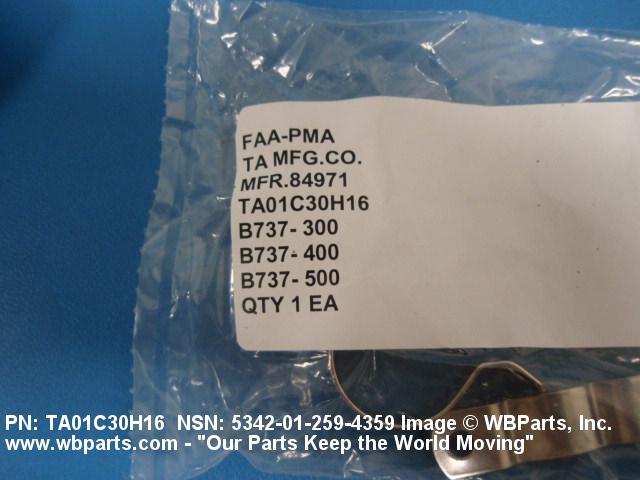 FAA-PMA
TA MFG.CO.
MFR.84971
TA01C30H16
B737- 300
B737- 400
B737- 500
QTY 1 EA
PN: TA01C30H16 NSN: 5342-01-259-4359 Image © WBParts, Inc.
www.wbparts.com - "Our Parts Keep the World Moving"